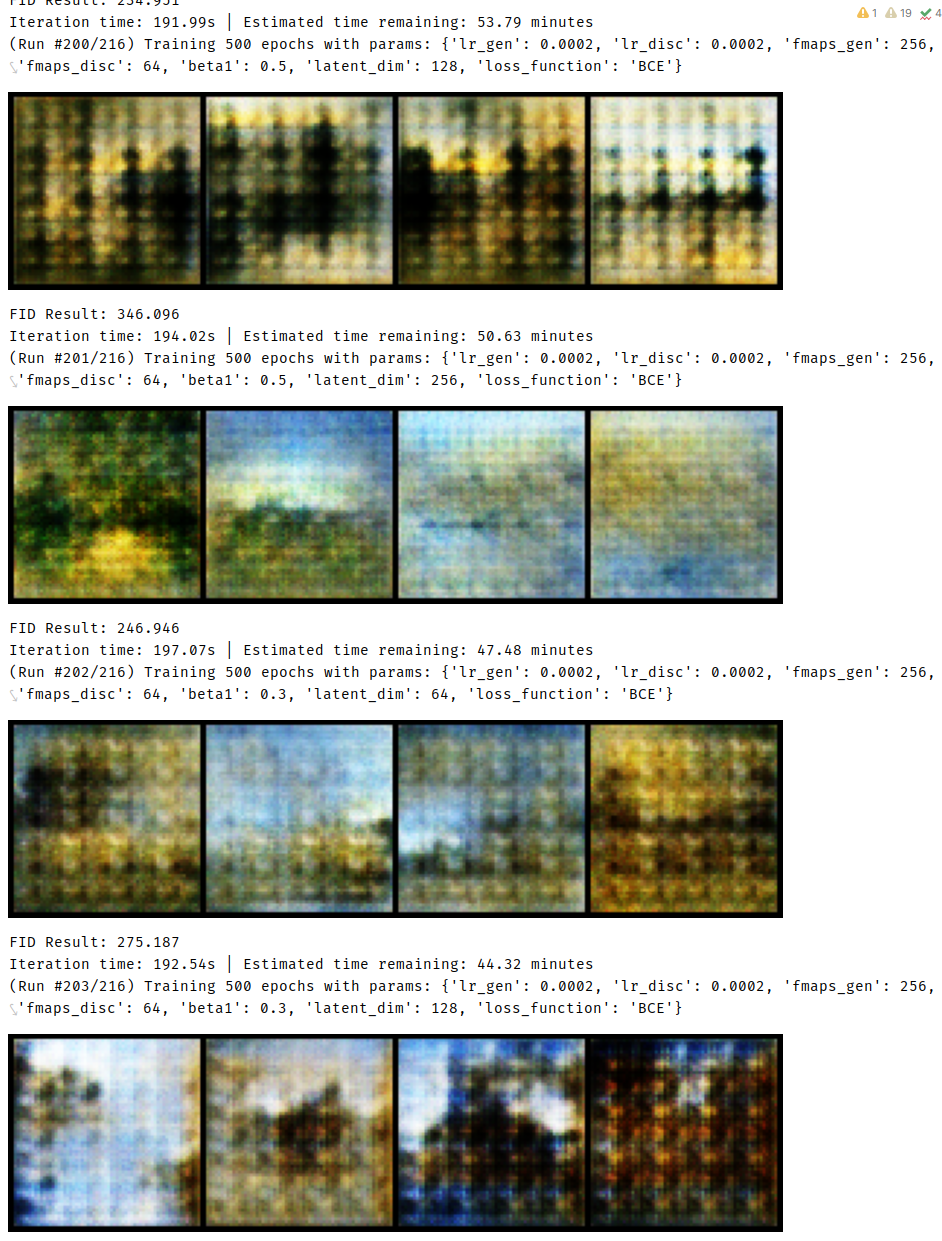 FID Result: 234.951
1 19 4
Iteration time: 191.99s | Estimated time remaining: 53.79 minutes
(Run #200/216) Training 500 epochs with params: {'lr_gen': 0.0002, 'lr_disc': 0.0002, 'fmaps_gen': 256,
'fmaps_disc': 64, 'beta1': 0.5, 'latent_dim': 128, 'loss_function': 'BCE'}
FID Result: 346.096
Iteration time: 194.02s | Estimated time remaining: 50.63 minutes
(Run #201/216) Training 500 epochs with params: {'lr_gen': 0.0002, 'lr_disc': 0.0002, 'fmaps_gen': 256,
'fmaps_disc': 64, 'beta1': 0.5, 'latent_dim': 256, 'loss_function': 'BCE'}
FID Result: 246.946
Iteration time: 197.07s | Estimated time remaining: 47.48 minutes
(Run #202/216) Training 500 epochs with params: {'lr_gen': 0.0002, 'lr_disc': 0.0002, 'fmaps_gen': 256,
'fmaps_disc': 64, 'beta1': 0.3, 'latent_dim': 64, 'loss_function': 'BCE'}
FID Result: 275.187
Iteration time: 192.54s | Estimated time remaining: 44.32 minutes
(Run #203/216) Training 500 epochs with params: {'lr_gen': 0.0002, 'lr_disc': 0.0002, 'fmaps_gen': 256,
'fmaps_disc': 64, 'beta1': 0.3, 'latent_dim': 128, 'loss_function': 'BCE'}